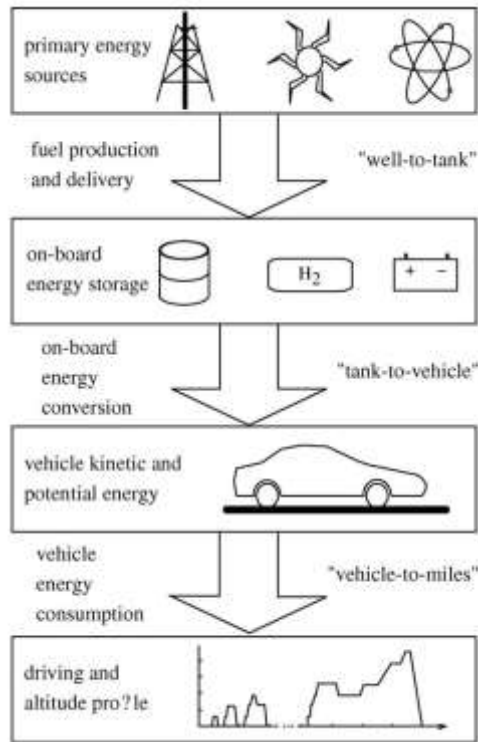 primary energy
sources
fuel production
and delivery
"well-to-tank"
on-board
energy storage
H2
+ −
on-board
energy
conversion
"tank-to-vehicle"
vehicle kinetic and
potential energy
vehicle
energy
consumption
"vehicle-to-miles"
driving and
altitude pro?le